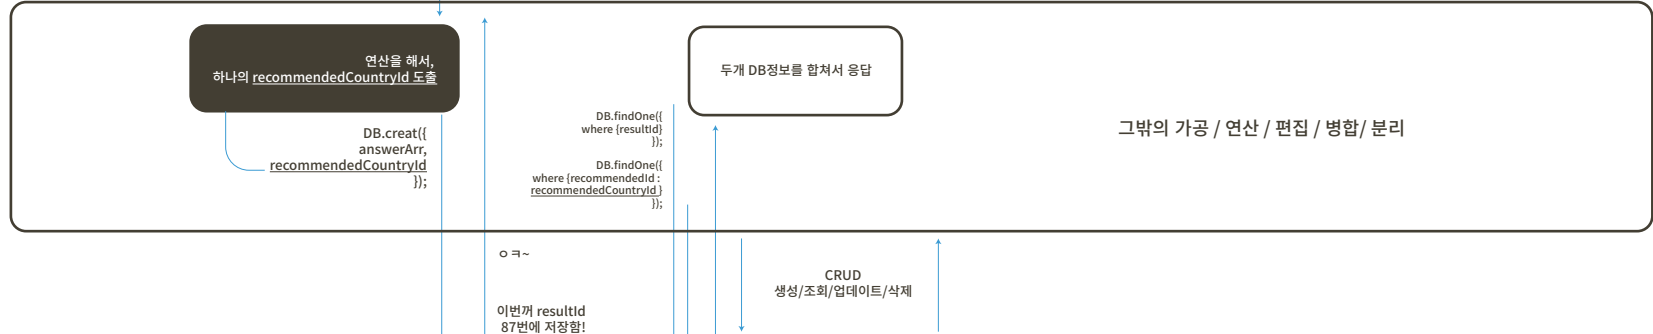 연산을 해서,
하나의 recommendedCountryId 도출
DB.creat({
answerArr,
recommendedCountryId
});
두개 DB정보를 합쳐서 응답
DB.findOne({
where {resultId}
});
DB.findOne({
where {recommendedId :
recommendedCountryId }
});
그밖의 가공 / 연산 / 편집 / 병합/ 분리
ㅇㅋ~
이번꺼 resultId
87번에 저장함!
CRUD
생성/조회/업데이트/삭제